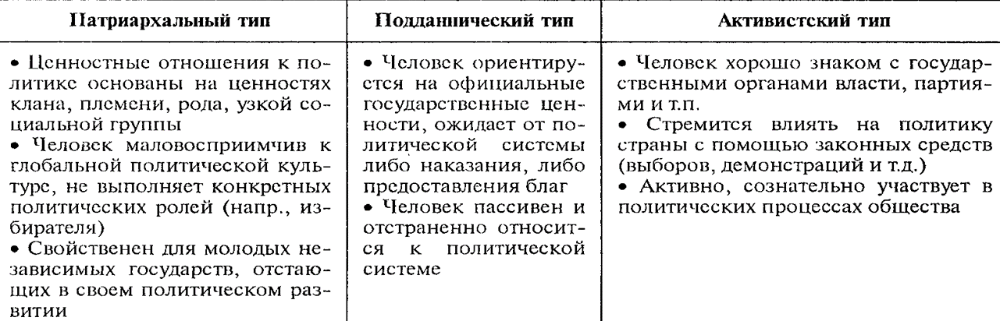 Патриархальный тип
Подданнический тип
Активистский тип
• Ценностные отношения к по-
литике основаны на ценностях
клана, племени, рода, узкой со-
циальной группы
• Человек маловосприимчив к
глобальной политической куль-
туре, не выполняет конкретных
политических ролей (напр., из-
бирателя)
• Свойственен для молодых не-
зависимых государств, отстаю-
щих в своем политическом раз-
витии
• Человек ориентиру-
ется на официальные
государственные цен-
ности, ожидает от по-
литической системы
либо наказания, либо
предоставления благ
• Человек пассивен и
отстраненно относит-
ся к политической
системе
• Человек хорошо знаком с государ-
ственными органами власти, партия-
ми и т.п.
• Стремится влиять на политику
страны с помощью законных средств
(выборов, демонстраций и т.д.)
• Активно, сознательно участвует в
политических процессах общества